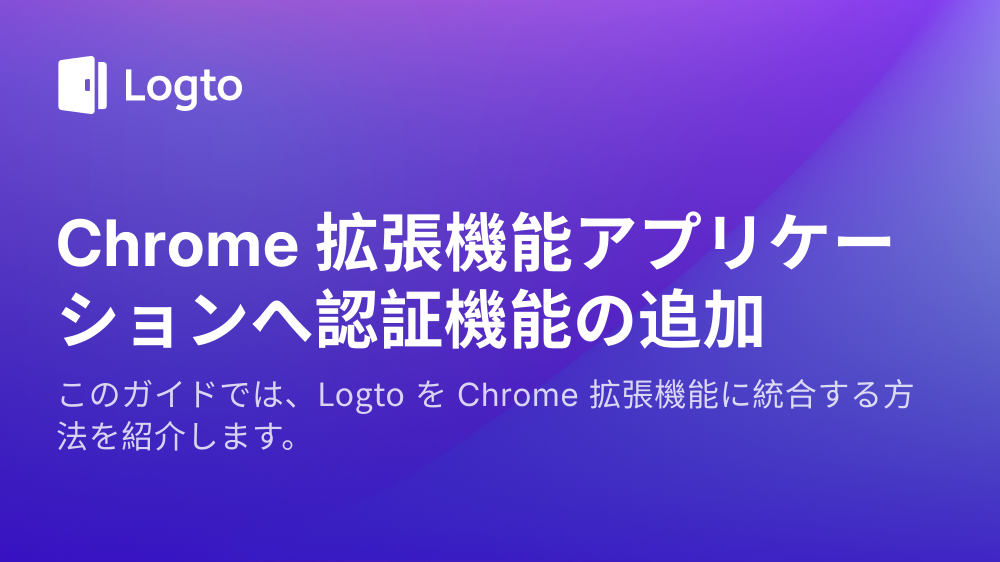 Logto
Chrome 拡張機能アプリケー
ションへ認証機能の追加
このガイドでは、Logto を Chrome 拡張機能に統合する方
法を紹介します。